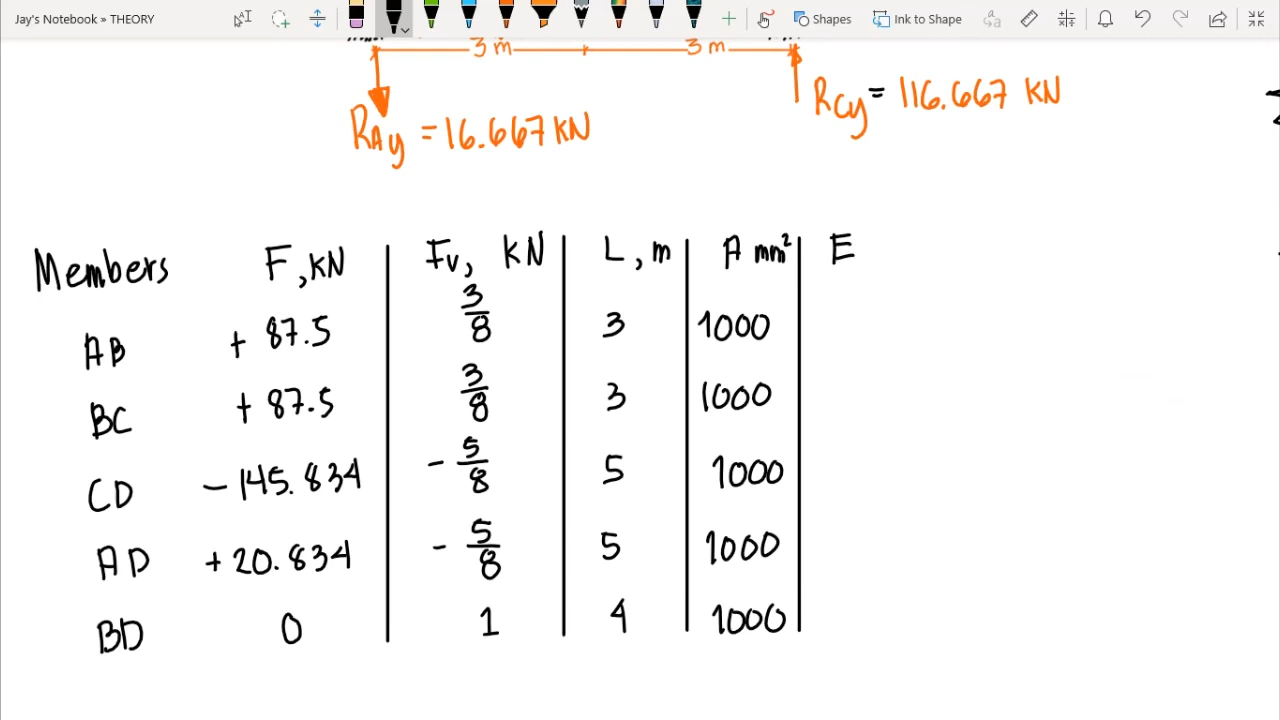 Jay's Notebook » THEORY
Shapes
Ink to Shape
3 m 3 m
RAy = 16.667 KN
RCy = 116.667 KN
Members F, KN Fv, KN L, m A mm² E
AB + 87.5 3/8 3 1000
BC + 87.5 3/8 3 1000
CD - 145.834 - 5/8 5 1000
AD + 20.834 - 5/8 5 1000
BD 0 1 4 1000